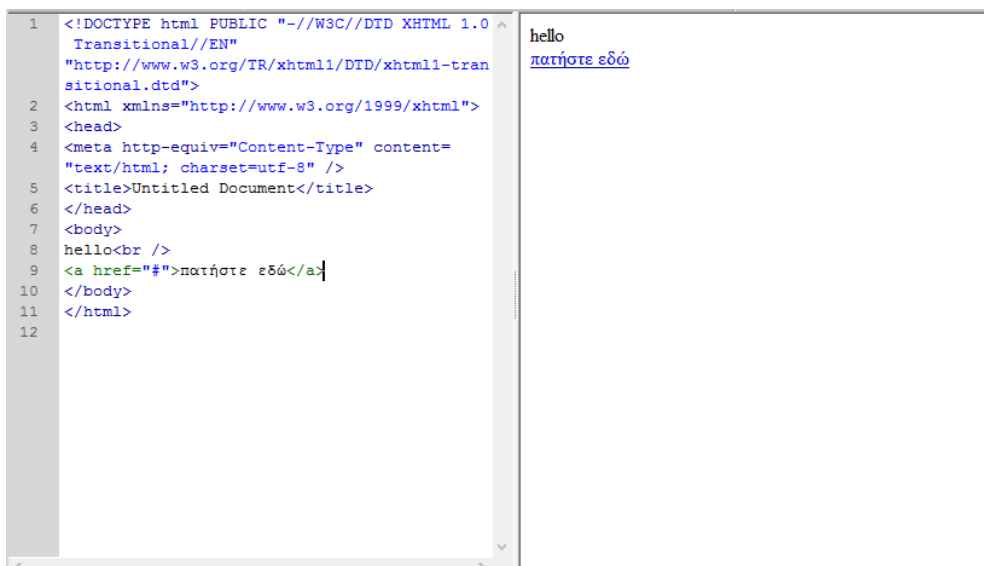 1 <!DOCTYPE html PUBLIC "-//W3C//DTD XHTML 1.0
Transitional//EN"
"http://www.w3.org/TR/xhtml1/DTD/xhtml1-tran
sitional.dtd">
2 <html xmlns="http://www.w3.org/1999/xhtml">
3 <head>
4 <meta http-equiv="Content-Type" content=
"text/html; charset=utf-8" />
5 <title>Untitled Document</title>
6 </head>
7 <body>
8 hello<br />
9 <a href="#">πατήστε εδώ</a>
10 </body>
11 </html>
12
hello
πατήστε εδώ